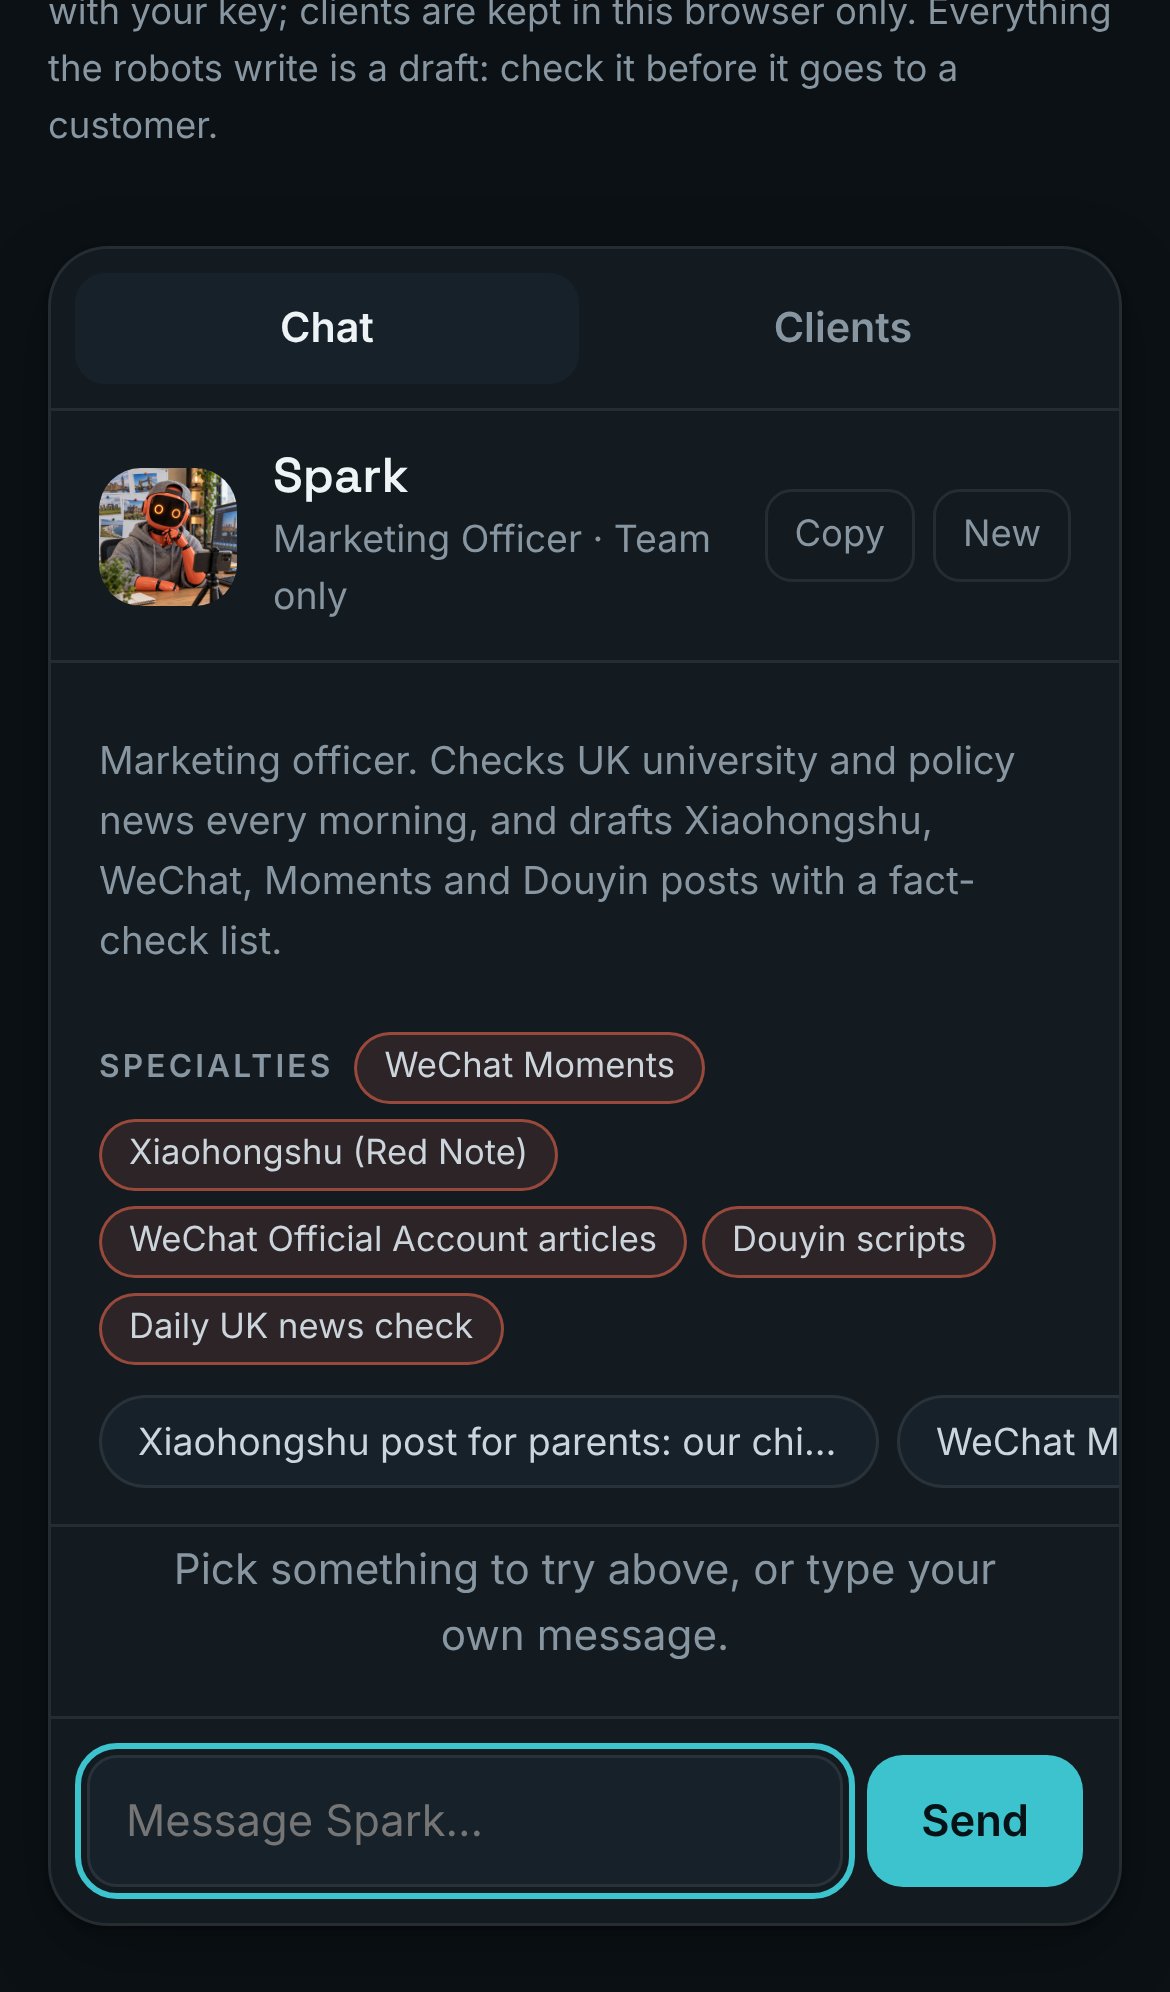 with your key; clients are kept in this browser only. Everything
the robots write is a draft: check it before it goes to a
customer.
Chat
Clients
Spark
Marketing Officer · Team
only
Copy
New
Marketing officer. Checks UK university and policy
news every morning, and drafts Xiaohongshu,
WeChat, Moments and Douyin posts with a fact-
check list.
SPECIALTIES
WeChat Moments
Xiaohongshu (Red Note)
WeChat Official Account articles
Douyin scripts
Daily UK news check
Xiaohongshu post for parents: our chi...
WeChat M
Pick something to try above, or type your
own message.
Message Spark...
Send